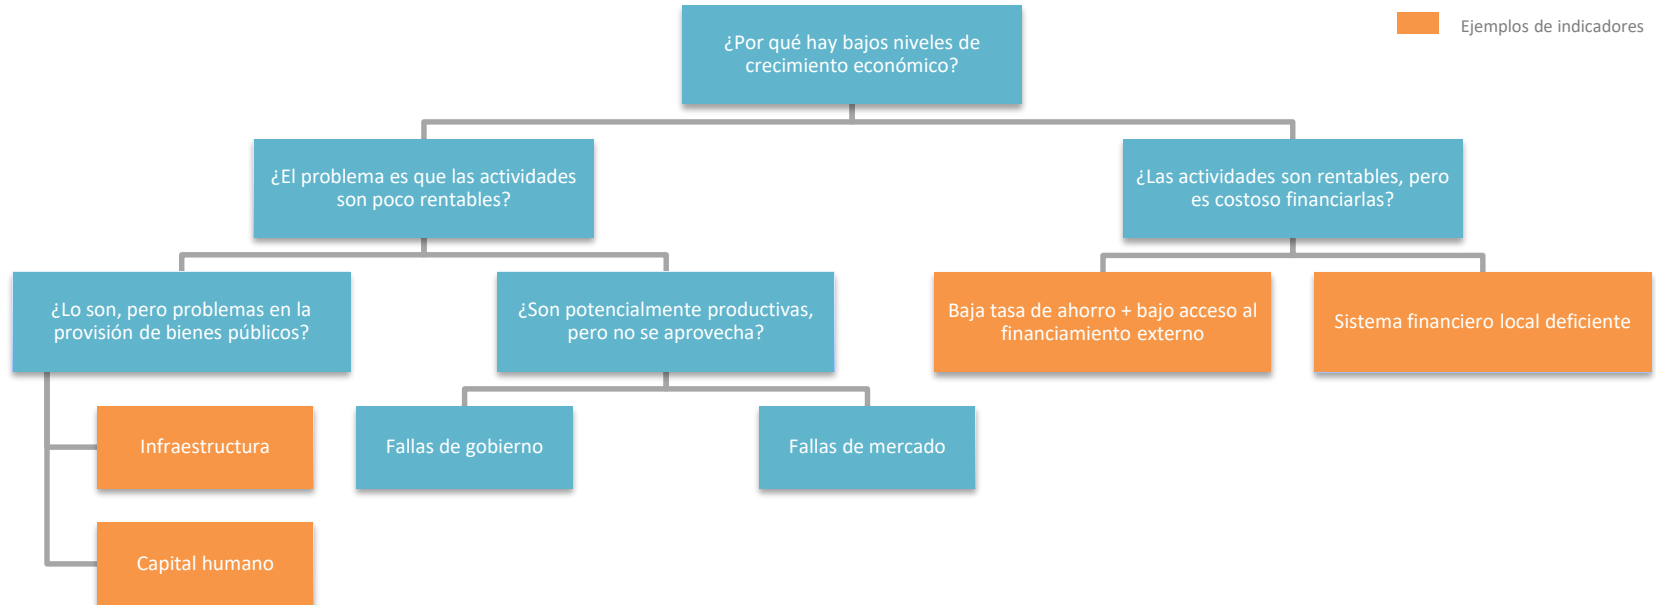 Ejemplos de indicadores
¿Por qué hay bajos niveles de
crecimiento económico?
¿El problema es que las actividades
son poco rentables?
¿Las actividades son rentables, pero
es costoso financiarlas?
¿Lo son, pero problemas en la
provisión de bienes públicos?
¿Son potencialmente productivas,
pero no se aprovecha?
Baja tasa de ahorro + bajo acceso al
financiamiento externo
Sistema financiero local deficiente
Infraestructura
Fallas de gobierno
Fallas de mercado
Capital humano